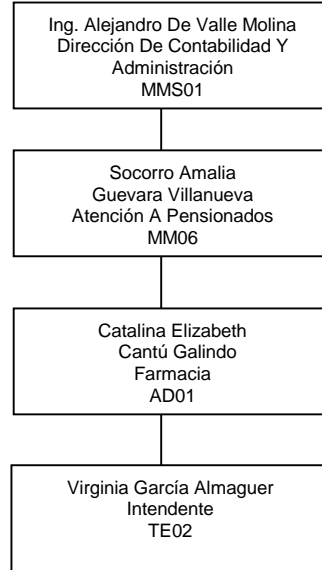 Ing. Alejandro De Valle Molina
Dirección De Contabilidad Y
Administración
MMS01
Socorro Amalia
Guevara Villanueva
Atención A Pensionados
MM06
Catalina Elizabeth
Cantú Galindo
Farmacia
AD01
Virginia García Almaguer
Intendente
TE02